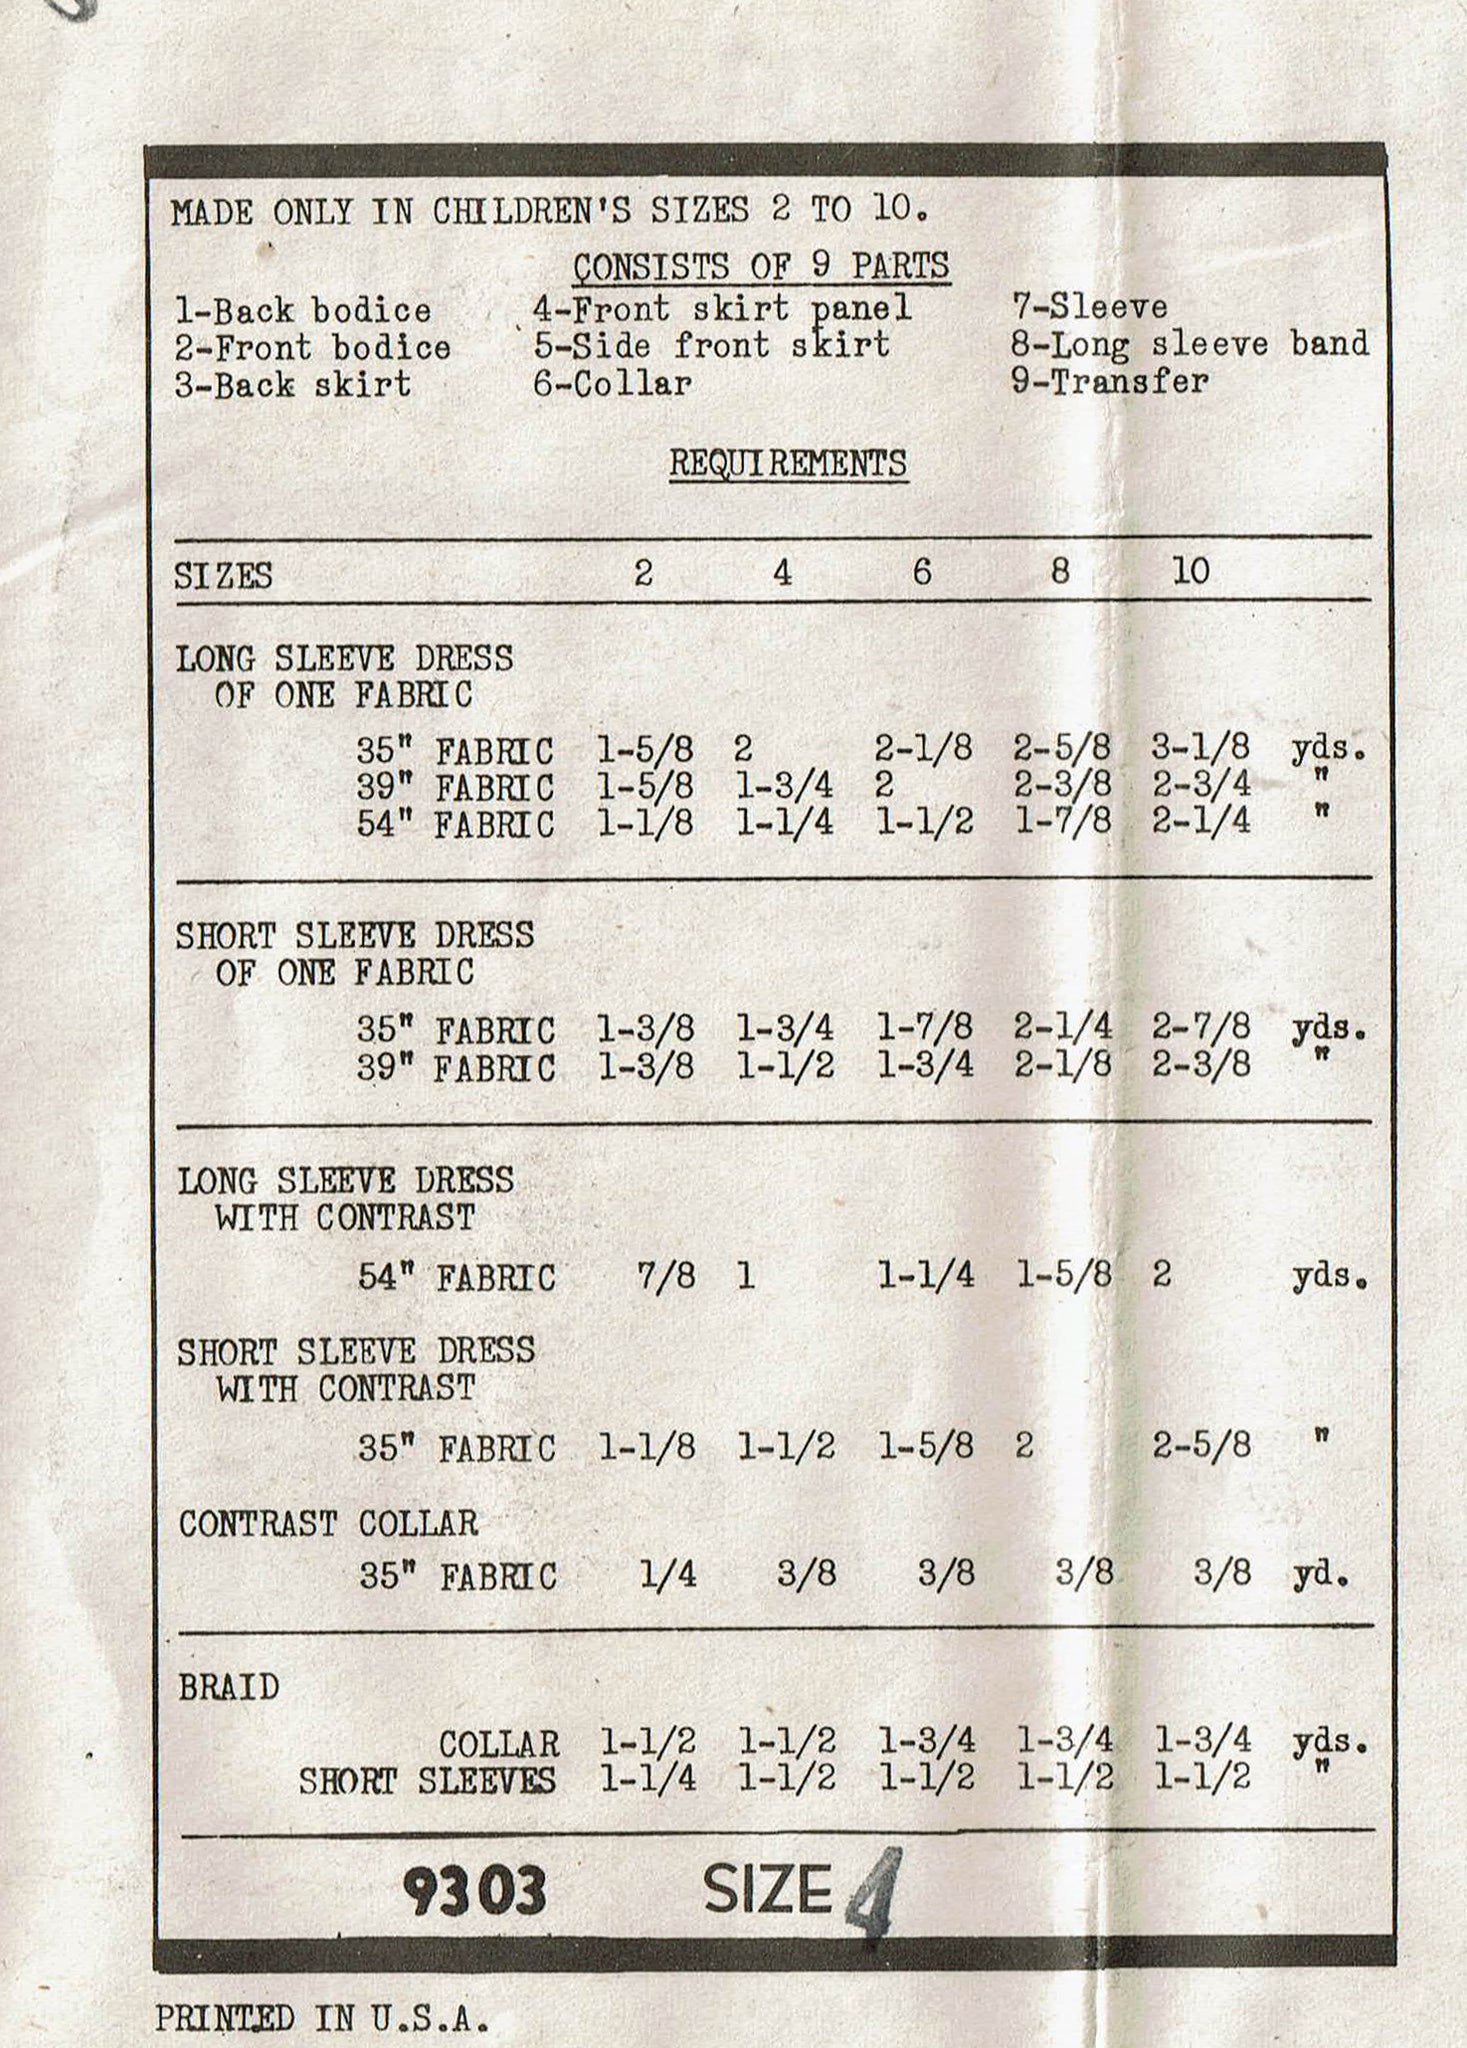 MADE ONLY IN CHILDREN'S SIZES 2 TO 10.
CONSISTS OF 9 PARTS
1-Back bodice 4-Front skirt panel 7-Sleeve
2-Front bodice 5-Side front skirt 8-Long sleeve band
3-Back skirt 6-Collar 9-Transfer
REQUIREMENTS
SIZES 2 4 6 8 10
LONG SLEEVE DRESS
OF ONE FABRIC
35" FABRIC 1-5/8 2 2-1/8 2-5/8 3-1/8 yds.
39" FABRIC 1-5/8 1-3/4 2 2-3/8 2-3/4 "
54" FABRIC 1-1/8 1-1/4 1-1/2 1-7/8 2-1/4 "
SHORT SLEEVE DRESS
OF ONE FABRIC
35" FABRIC 1-3/8 1-3/4 1-7/8 2-1/4 2-7/8 yds.
39" FABRIC 1-3/8 1-1/2 1-3/4 2-1/8 2-3/8 "
LONG SLEEVE DRESS
WITH CONTRAST
54" FABRIC 7/8 1 1-1/4 1-5/8 2 yds.
SHORT SLEEVE DRESS
WITH CONTRAST
35" FABRIC 1-1/8 1-1/2 1-5/8 2 2-5/8 "
CONTRAST COLLAR
35" FABRIC 1/4 3/8 3/8 3/8 3/8 yd.
BRAID
COLLAR 1-1/2 1-1/2 1-3/4 1-3/4 1-3/4 yds.
SHORT SLEEVES 1-1/4 1-1/2 1-1/2 1-1/2 1-1/2 "
9303 SIZE 4
PRINTED IN U.S.A.